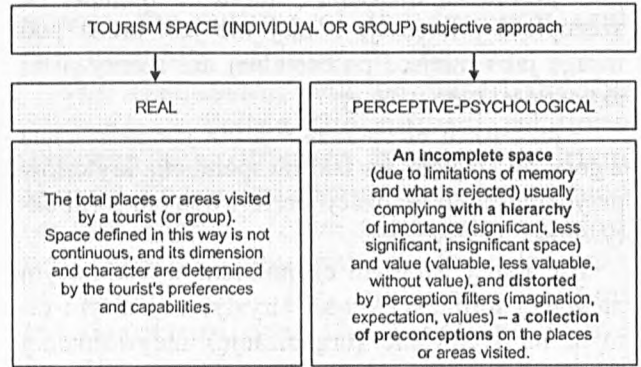 TOURISM SPACE (INDIVIDUAL OR GROUP) subjective approach
REAL
PERCEPTIVE-PSYCHOLOGICAL
The total places or areas visited
by a tourist (or group).
Space defined in this way is not
continuous, and its dimension
and character are determined
by the tourist's preferences
and capabilities.
An incomplete space
(due to limitations of memory
and what is rejected) usually
complying with a hierarchy
of importance (significant, less
significant, insignificant space)
and value (valuable, less valuable,
without value), and distorted
by perception filters (imagination,
expectation, values) – a collection
of preconceptions on the places
or areas visited.